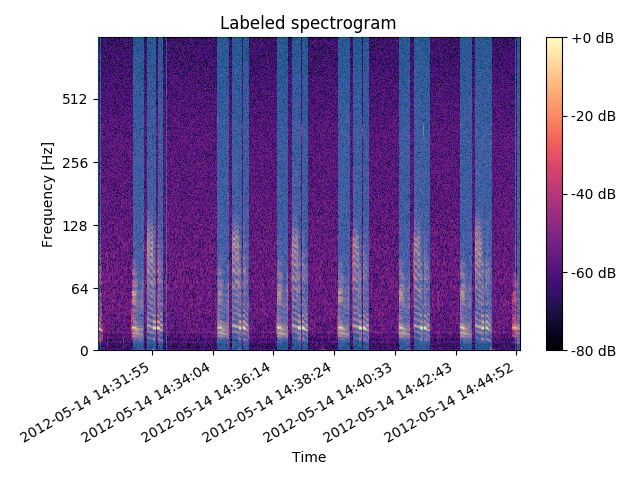 Labeled spectrogram
+0 dB
-20 dB
-40 dB
-60 dB
-80 dB
Frequency [Hz]
512
256
128
64
0
2012-05-14 14:31:55
2012-05-14 14:34:04
2012-05-14 14:36:14
2012-05-14 14:38:24
2012-05-14 14:40:33
2012-05-14 14:42:43
2012-05-14 14:44:52
Time